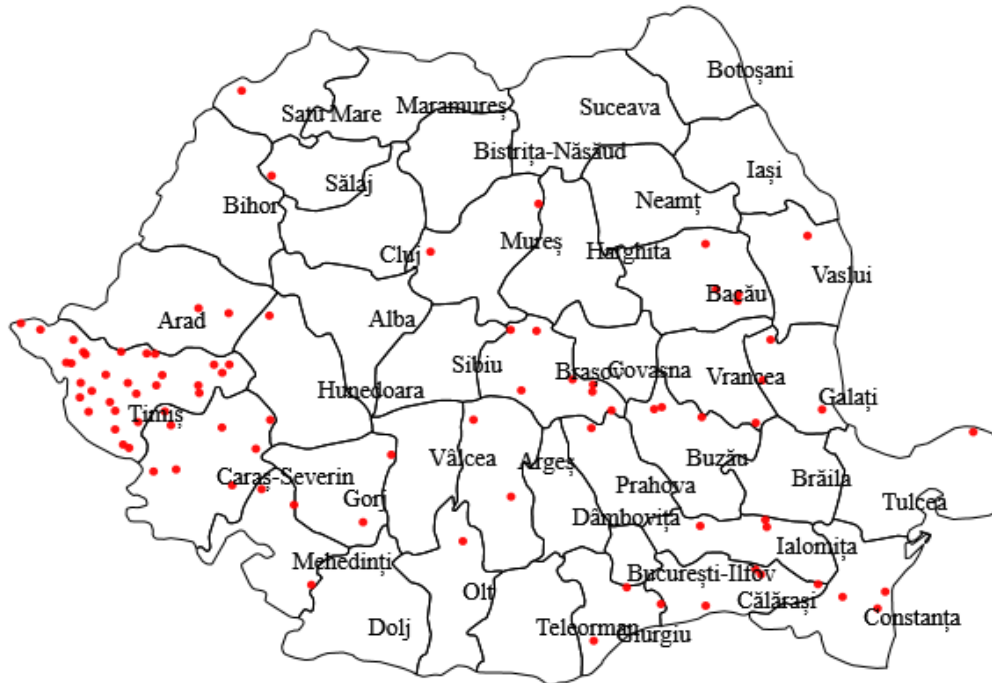 Botoșani
Suceava
Maramureș
Satu Mare
Bistrița-Năsăud
Iași
Sălaj
Neamț
Bihor
Mureș
Harghita
Cluj
Vaslui
Bacău
Arad
Alba
Sibiu
Brașov
Covasna
Vrancea
Hunedoara
Galați
Timiș
Vâlcea
Argeș
Buzău
Caraș-Severin
Brăila
Prahova
Gorj
Tulcea
Dâmbovița
Ialomița
Mehedinți
București-Ilfov
Olt
Călărași
Constanța
Dolj
Teleorman
Giurgiu